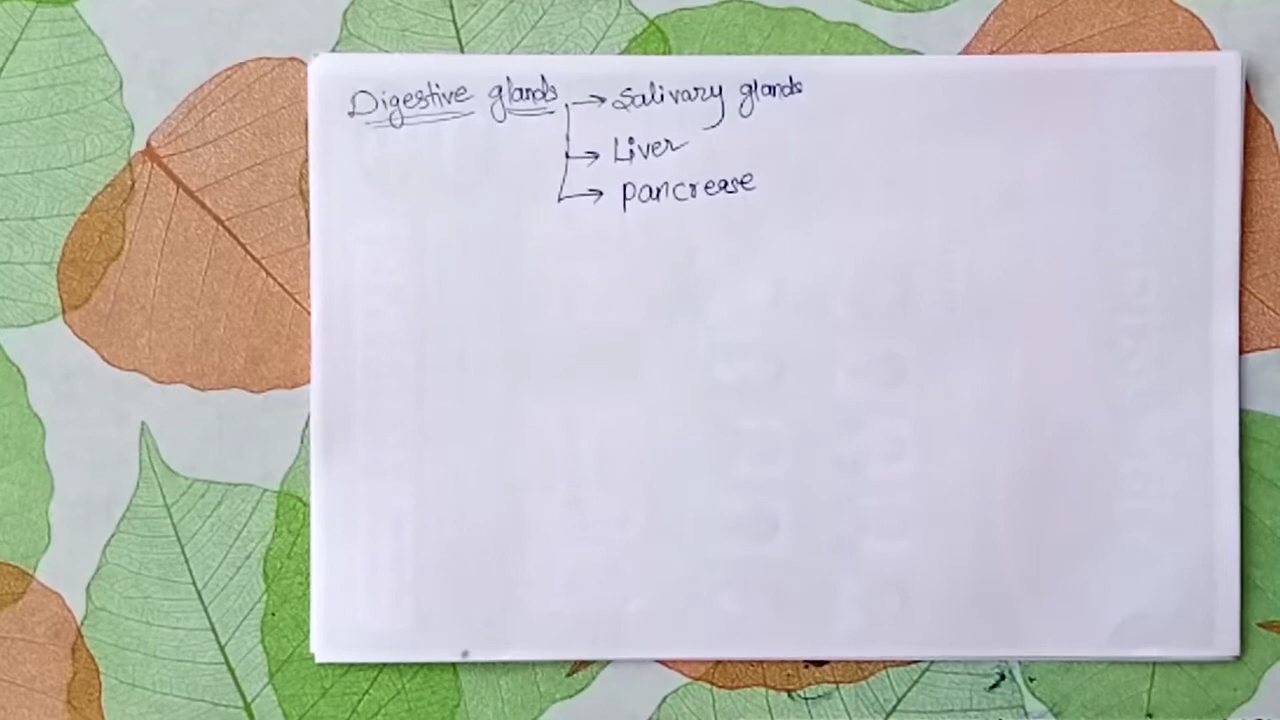 Digestive glands → Salivary glands
→ Liver
→ pancrease